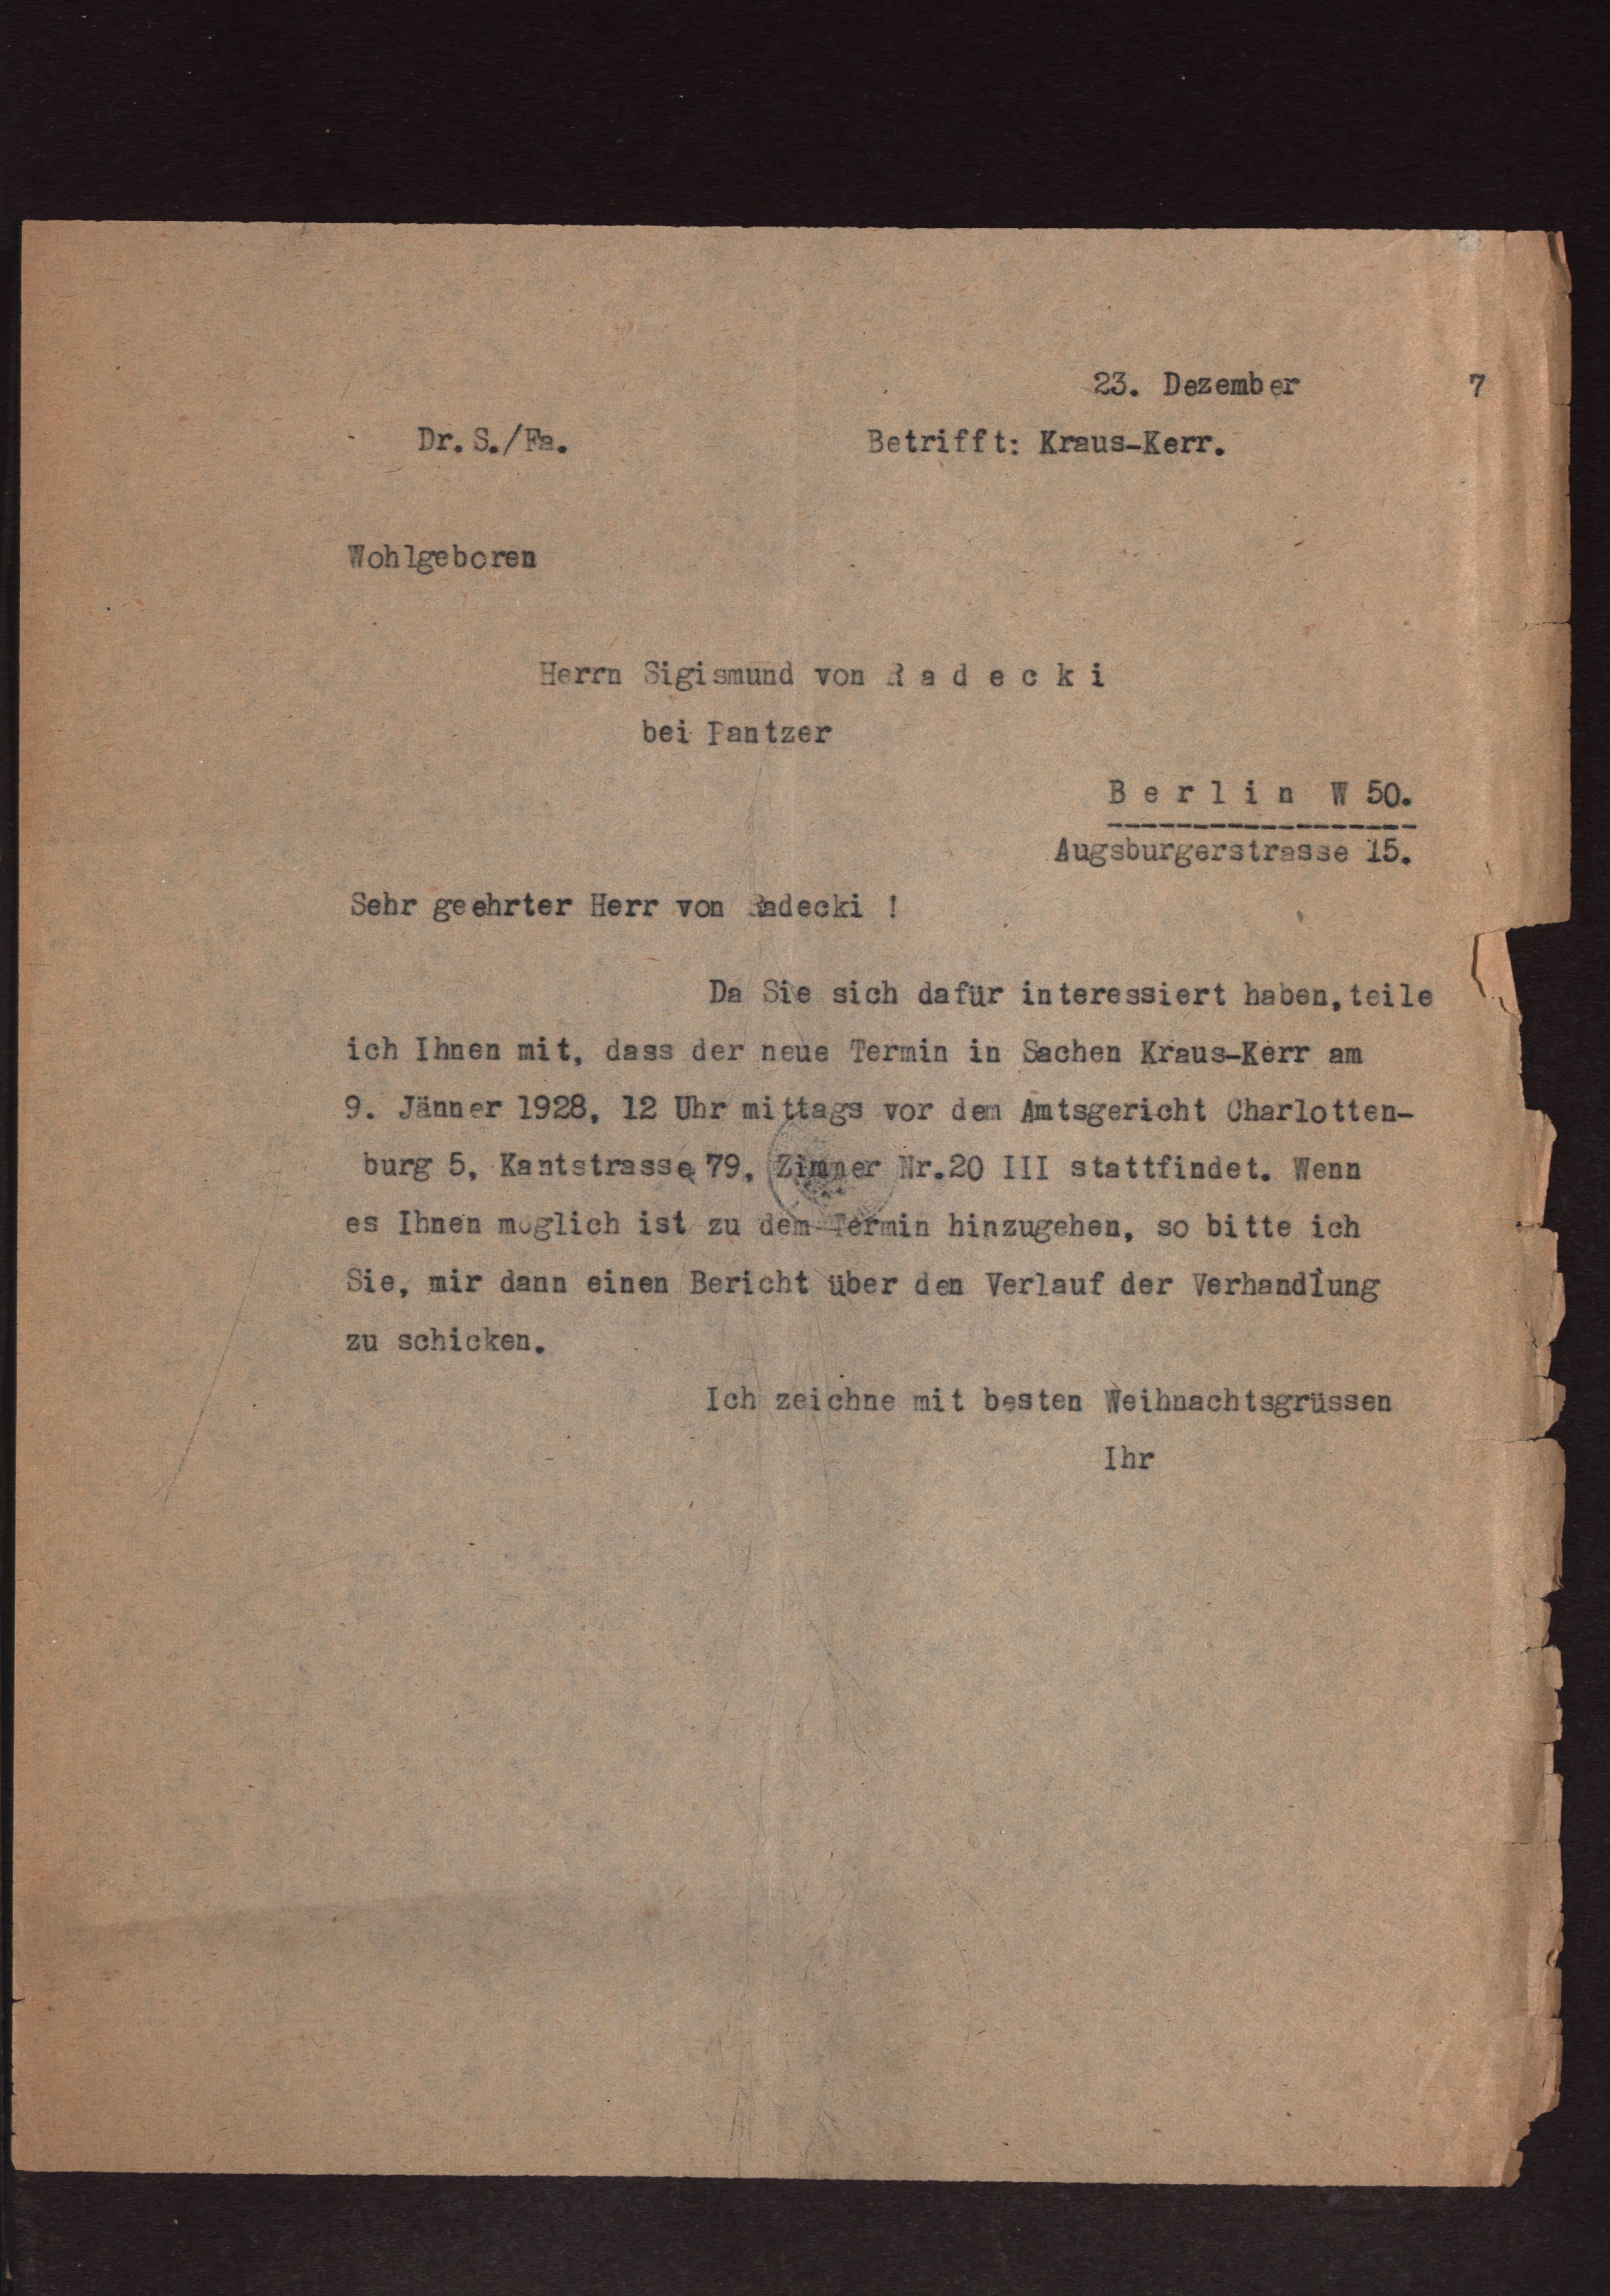 23. Dezember 7
Dr. S./Fa. Betrifft: Kraus-Kerr.
Wohlgeboren
Herrn Sigismund von R a d e c k i
bei Pantzer
B e r l i n W 50.
Augsburgerstrasse 15.
Sehr geehrter Herr von Radecki !
Da Sie sich dafür interessiert haben, teile
ich Ihnen mit, dass der neue Termin in Sachen Kraus-Kerr am
9. Jänner 1928, 12 Uhr mittags vor dem Amtsgericht Charlotten-
burg 5, Kantstrasse 79, Zimmer Nr.20 III stattfindet. Wenn
es Ihnen möglich ist zu dem Termin hinzugehen, so bitte ich
Sie, mir dann einen Bericht über den Verlauf der Verhandlung
zu schicken.
Ich zeichne mit besten Weihnachtsgrüssen
Ihr